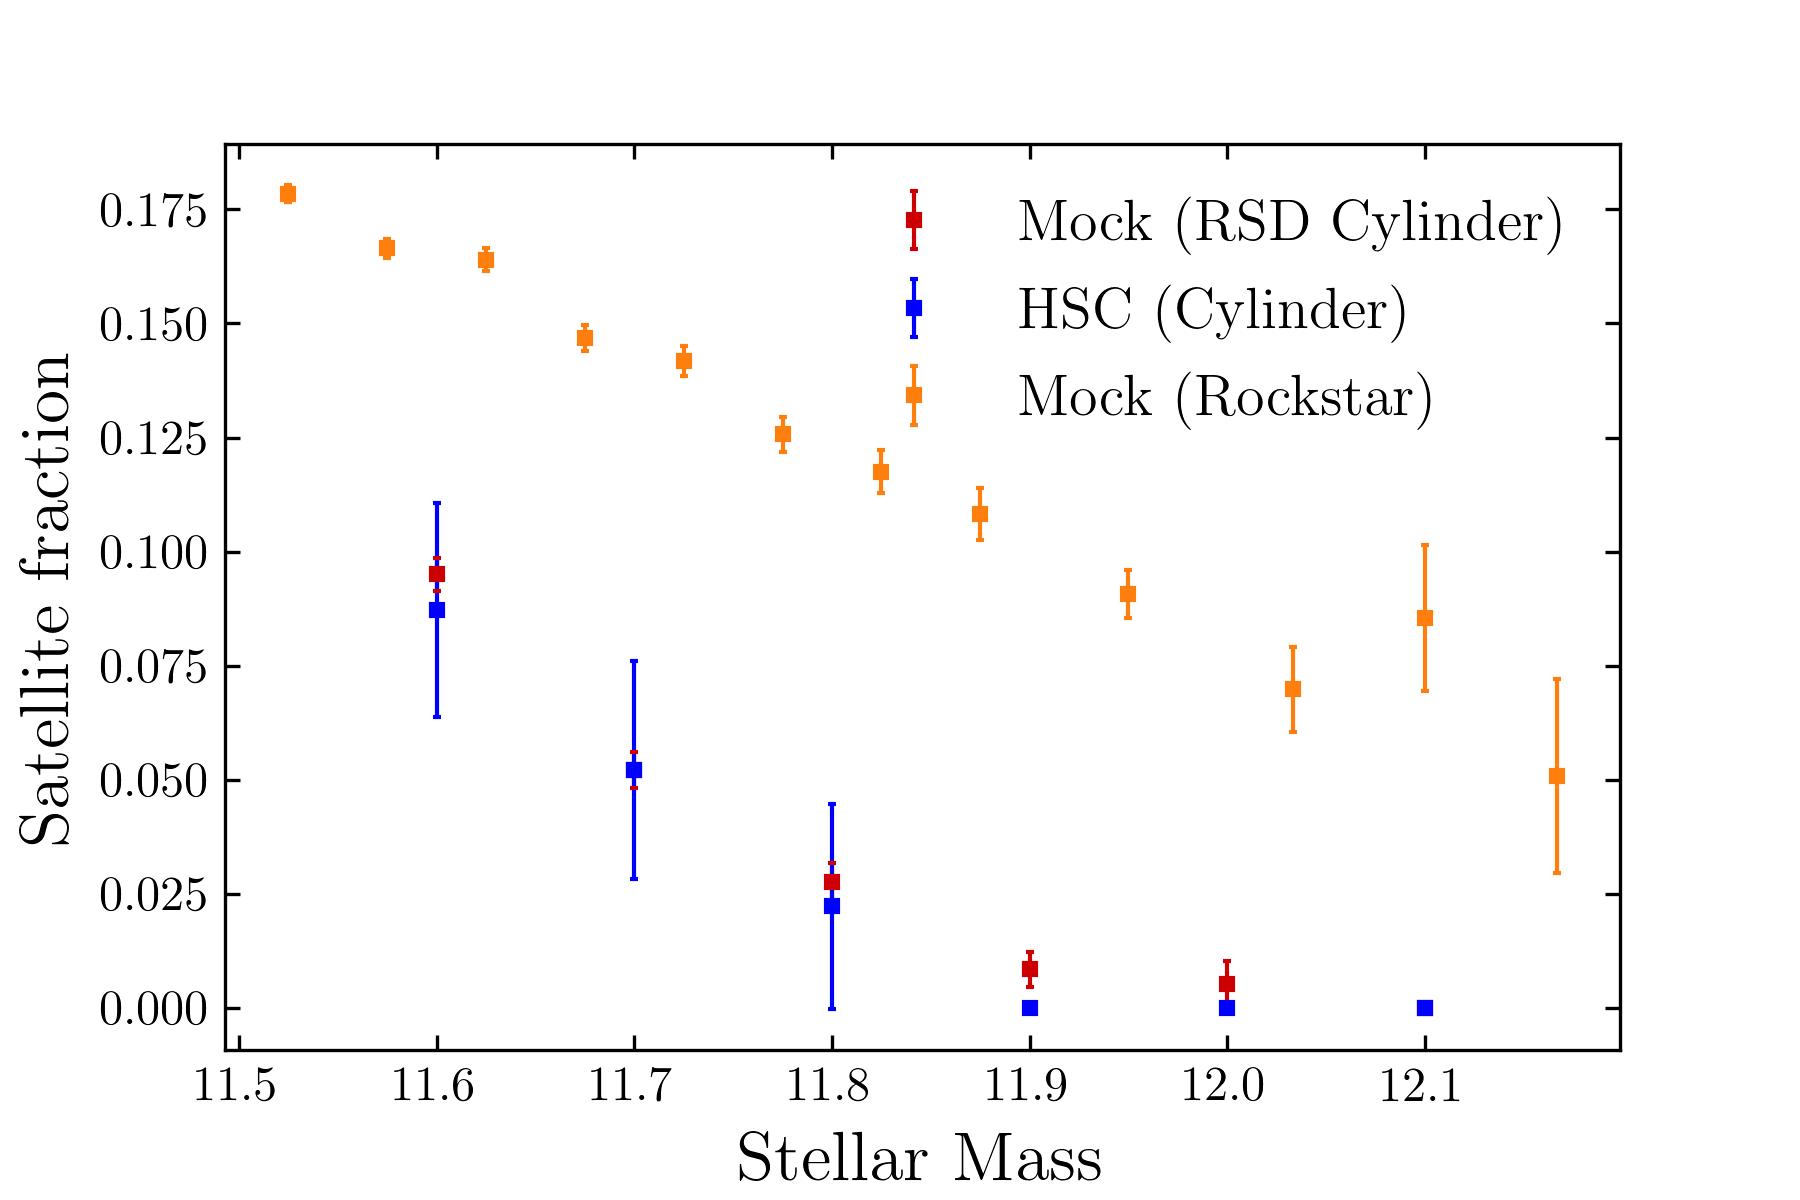 Mock (RSD Cylinder)
HSC (Cylinder)
Mock (Rockstar)
Satellite fraction
0.175
0.150
0.125
0.100
0.075
0.050
0.025
0.000
11.5 11.6 11.7 11.8 11.9 12.0 12.1
Stellar Mass